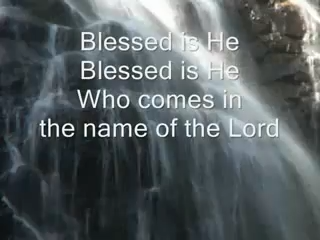 Blessed is He
Blessed is He
Who comes in
the name of the Lord